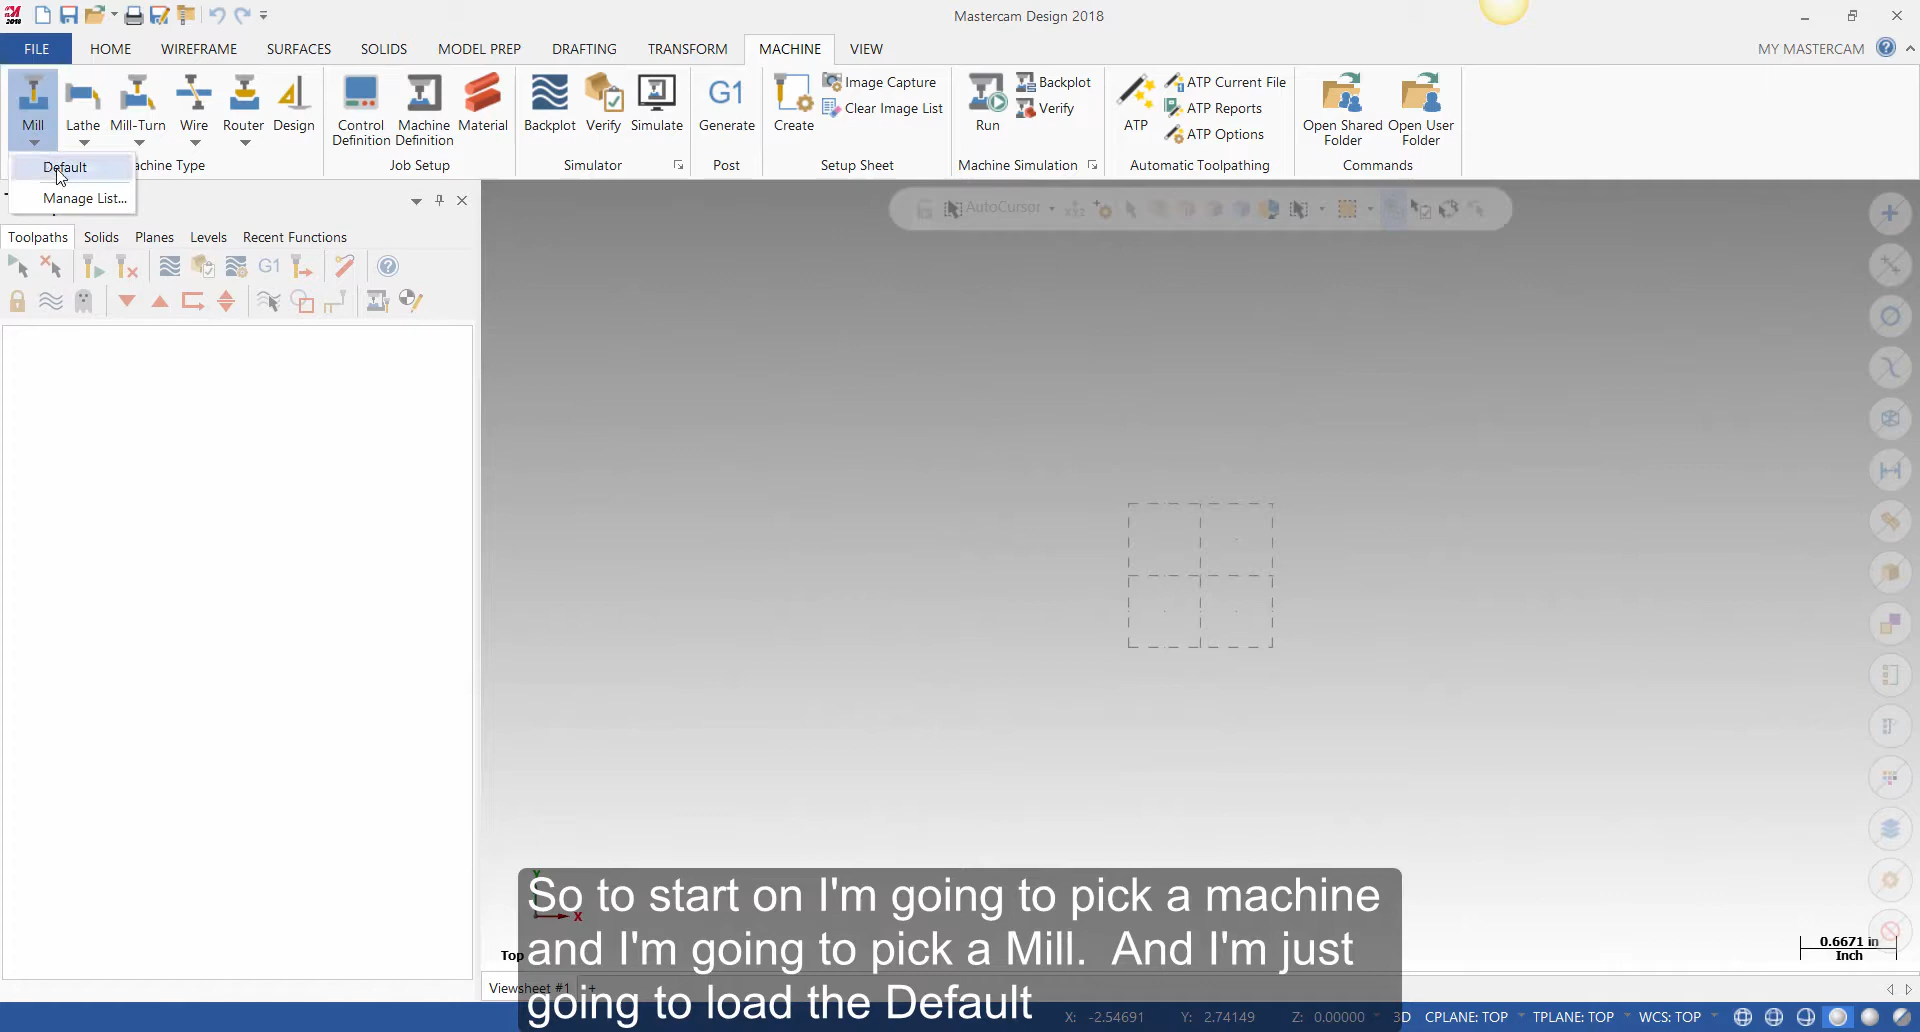 2018
Mastercam Design 2018
FILE HOME WIREFRAME SURFACES SOLIDS MODEL PREP DRAFTING TRANSFORM MACHINE VIEW MY MASTERCAM
Mill Lathe Mill-Turn Wire Router Design
Control Definition Machine Definition Material
Backplot Verify Simulate
G1 Generate
Create Image Capture
Clear Image List
Run Backplot
Verify
ATP ATP Current File
ATP Reports
ATP Options
Open Shared Folder Open User Folder
achine Type Job Setup Simulator Post Setup Sheet Machine Simulation Automatic Toolpathing Commands
Default
Manage List...
AutoCursor
Toolpaths Solids Planes Levels Recent Functions
G1
So to start on I'm going to pick a machine
and I'm going to pick a Mill. And I'm just
going to load the Default
Y
X
Top
0.6671 in
Inch
Viewsheet #1 +
X: -2.54691 Y: 2.74149 Z: 0.00000 3D CPLANE: TOP TPLANE: TOP WCS: TOP